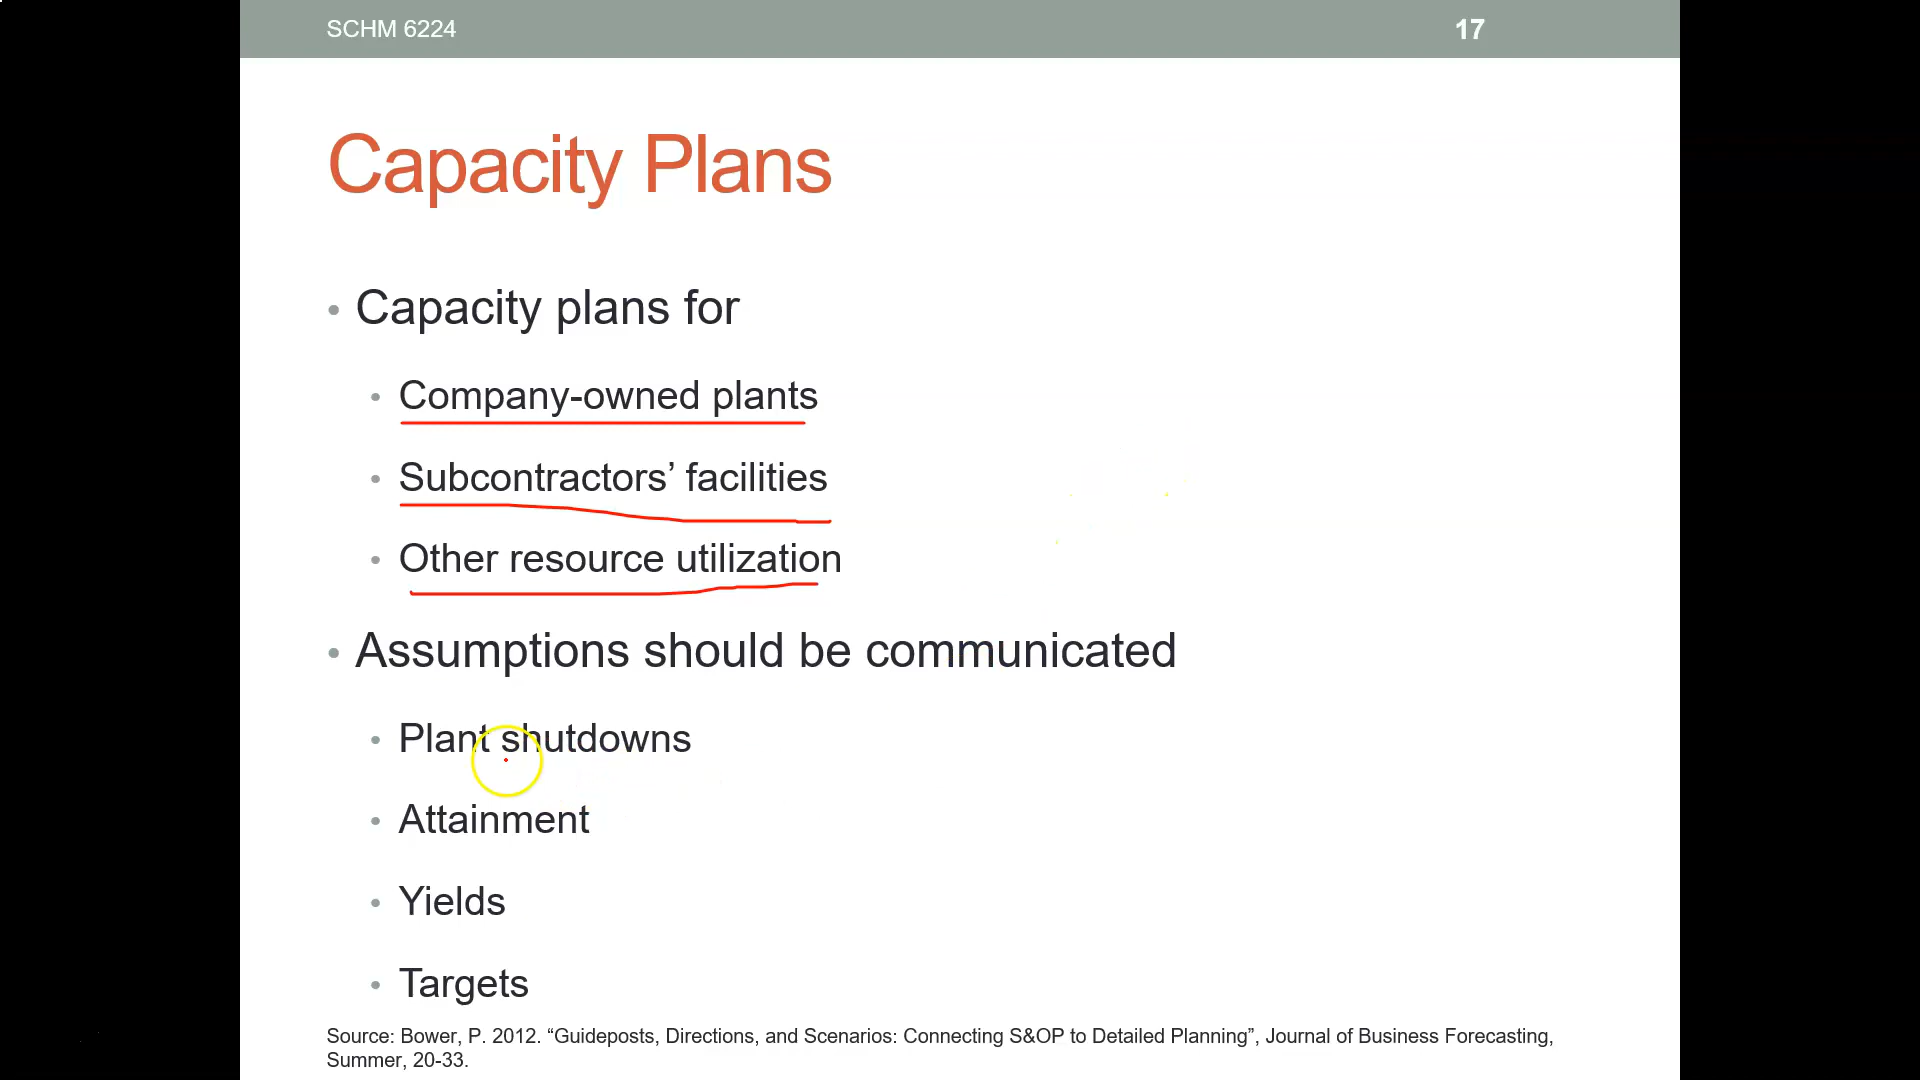 SCHM 6224
17
Capacity Plans
• Capacity plans for
• Company-owned plants
• Subcontractors’ facilities
• Other resource utilization
• Assumptions should be communicated
• Plant shutdowns
• Attainment
• Yields
• Targets
Source: Bower, P. 2012. “Guideposts, Directions, and Scenarios: Connecting S&OP to Detailed Planning”, Journal of Business Forecasting,
Summer, 20-33.